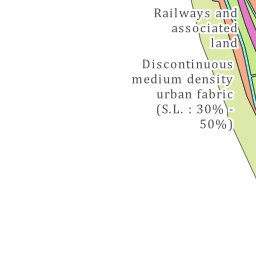 Railways and
associated
land
Discontinuous
medium density
urban fabric
(S.L. : 30% -
50%)